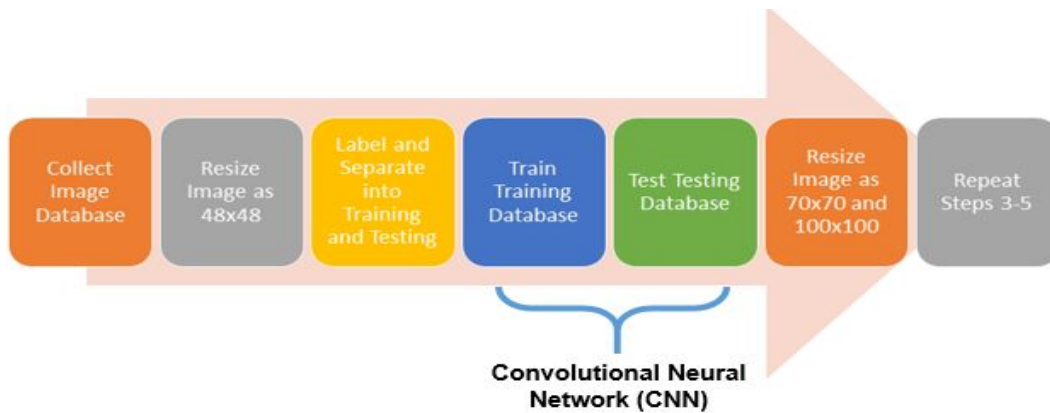 Collect
Image
Database
Resize
Image as
48x48
Label and
Separate
into
Training
and Testing
Train
Training
Database
Test Testing
Database
Resize
Image as
70x70 and
100x100
Repeat
Steps 3-5
Convolutional Neural
Network (CNN)